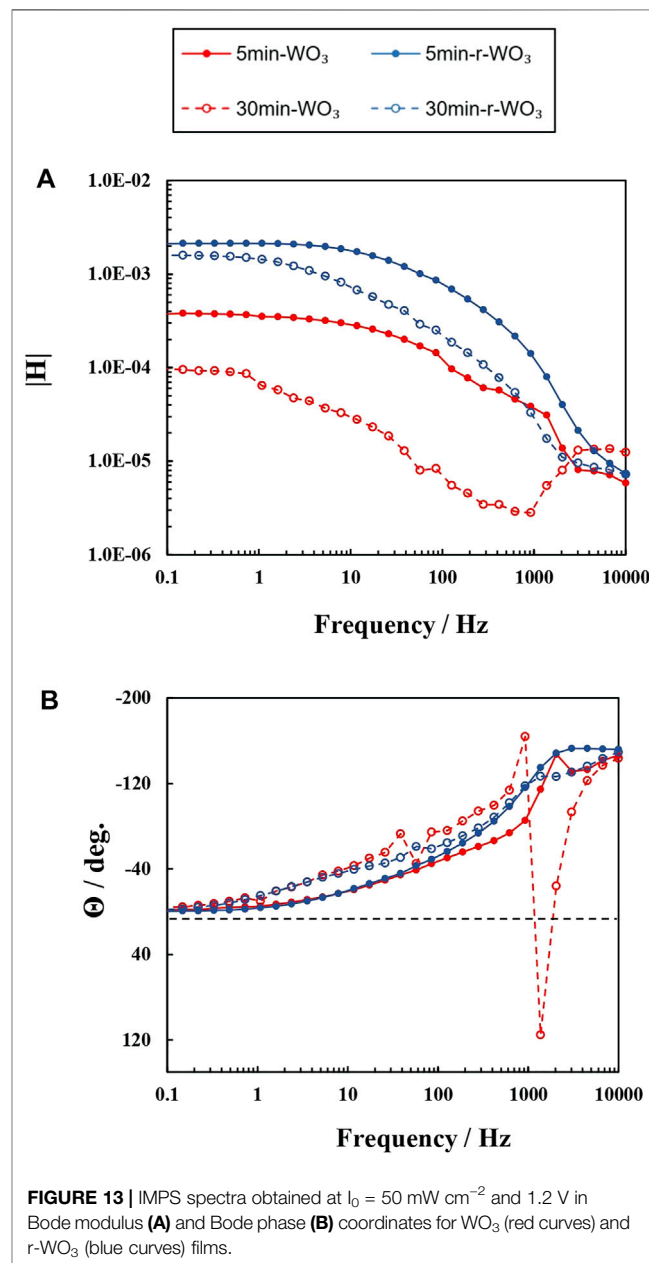 5min-WO₃
5min-r-WO₃
30min-WO₃
30min-r-WO₃
A
1.0E-02
1.0E-03
1.0E-04
1.0E-05
1.0E-06
|H|
0.1
1
10
100
1000
10000
Frequency / Hz
B
-200
-120
-40
40
120
Θ / deg.
0.1
1
10
100
1000
10000
Frequency / Hz
FIGURE 13 | IMPS spectra obtained at I₀ = 50 mW cm⁻² and 1.2 V in
Bode modulus (A) and Bode phase (B) coordinates for WO₃ (red curves) and
r-WO₃ (blue curves) films.